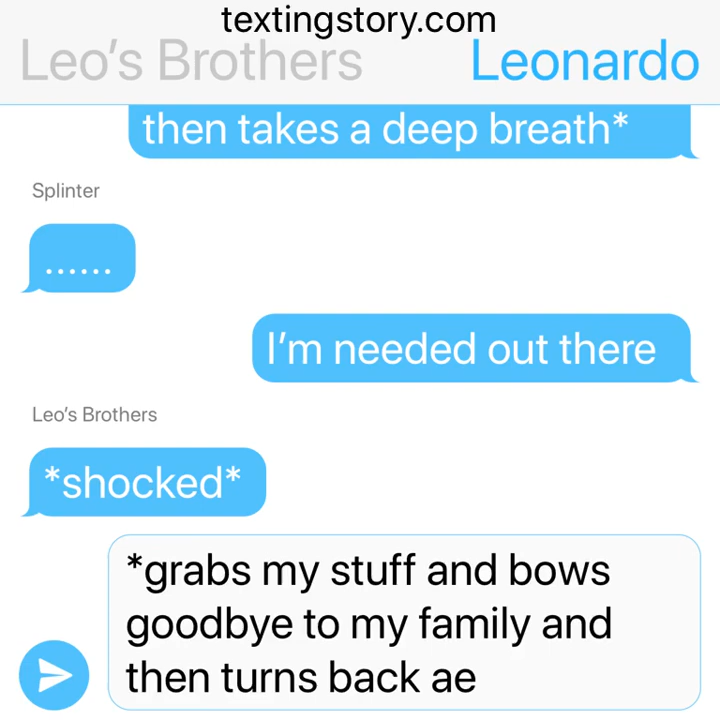 textingstory.com
Leo's Brothers Leonardo
then takes a deep breath*
Splinter
......
I'm needed out there
Leo's Brothers
*shocked*
*grabs my stuff and bows
goodbye to my family and
then turns back ae